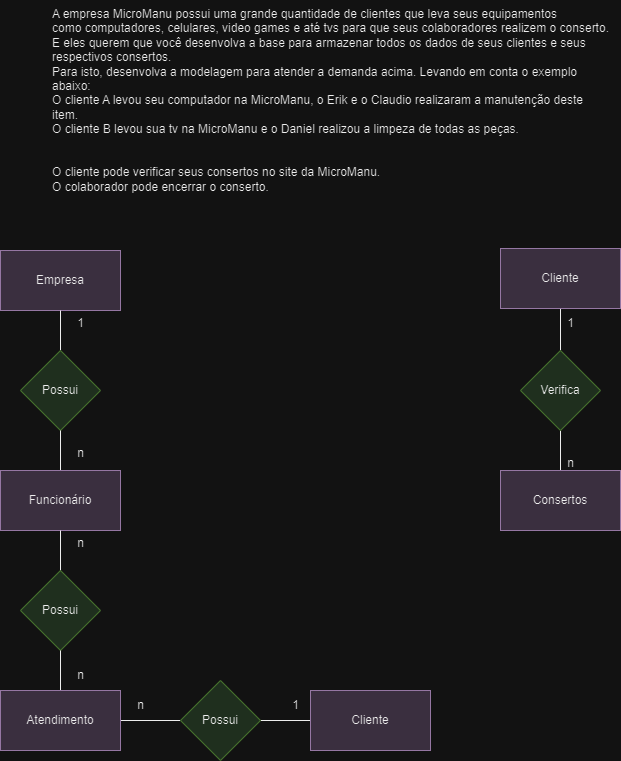 A empresa MicroManu possui uma grande quantidade de clientes que leva seus equipamentos
como computadores, celulares, video games e até tvs para que seus colaboradores realizem o conserto.
E eles querem que você desenvolva a base para armazenar todos os dados de seus clientes e seus
respectivos consertos.
Para isto, desenvolva a modelagem para atender a demanda acima. Levando em conta o exemplo
abaixo:
O cliente A levou seu computador na MicroManu, o Erik e o Claudio realizaram a manutenção deste
item.
O cliente B levou sua tv na MicroManu e o Daniel realizou a limpeza de todas as peças.
O cliente pode verificar seus consertos no site da MicroManu.
O colaborador pode encerrar o conserto.
Empresa
1
Possui
n
Funcionário
n
Possui
n
Atendimento
n
Possui
1
Cliente
Cliente
1
Verifica
n
Consertos